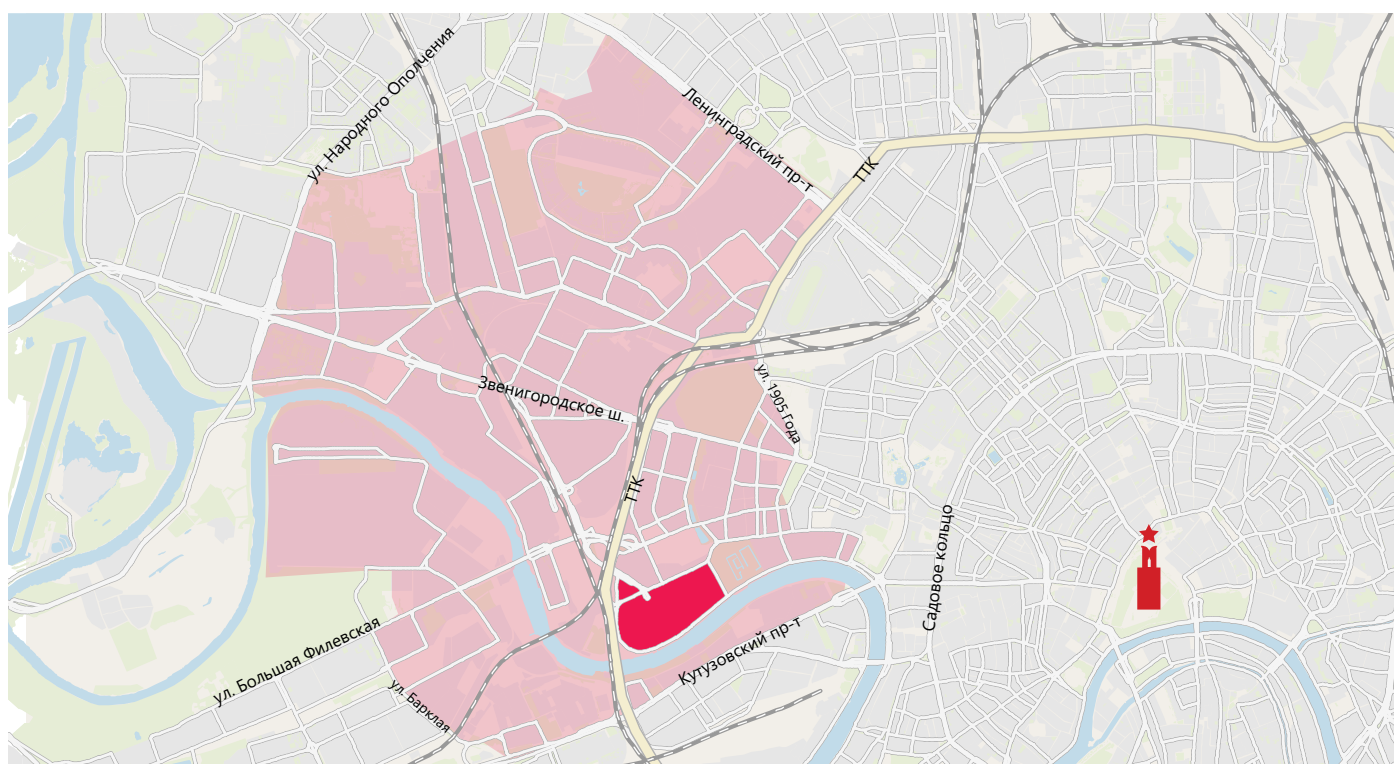 ул. Народного Ополчения
Ленинградский пр-т
ТТК
Звенигородское ш.
ул. 1905 Года
ТТК
Садовое кольцо
ул. Большая Филевская
Кутузовский пр-т
ул. Барклая